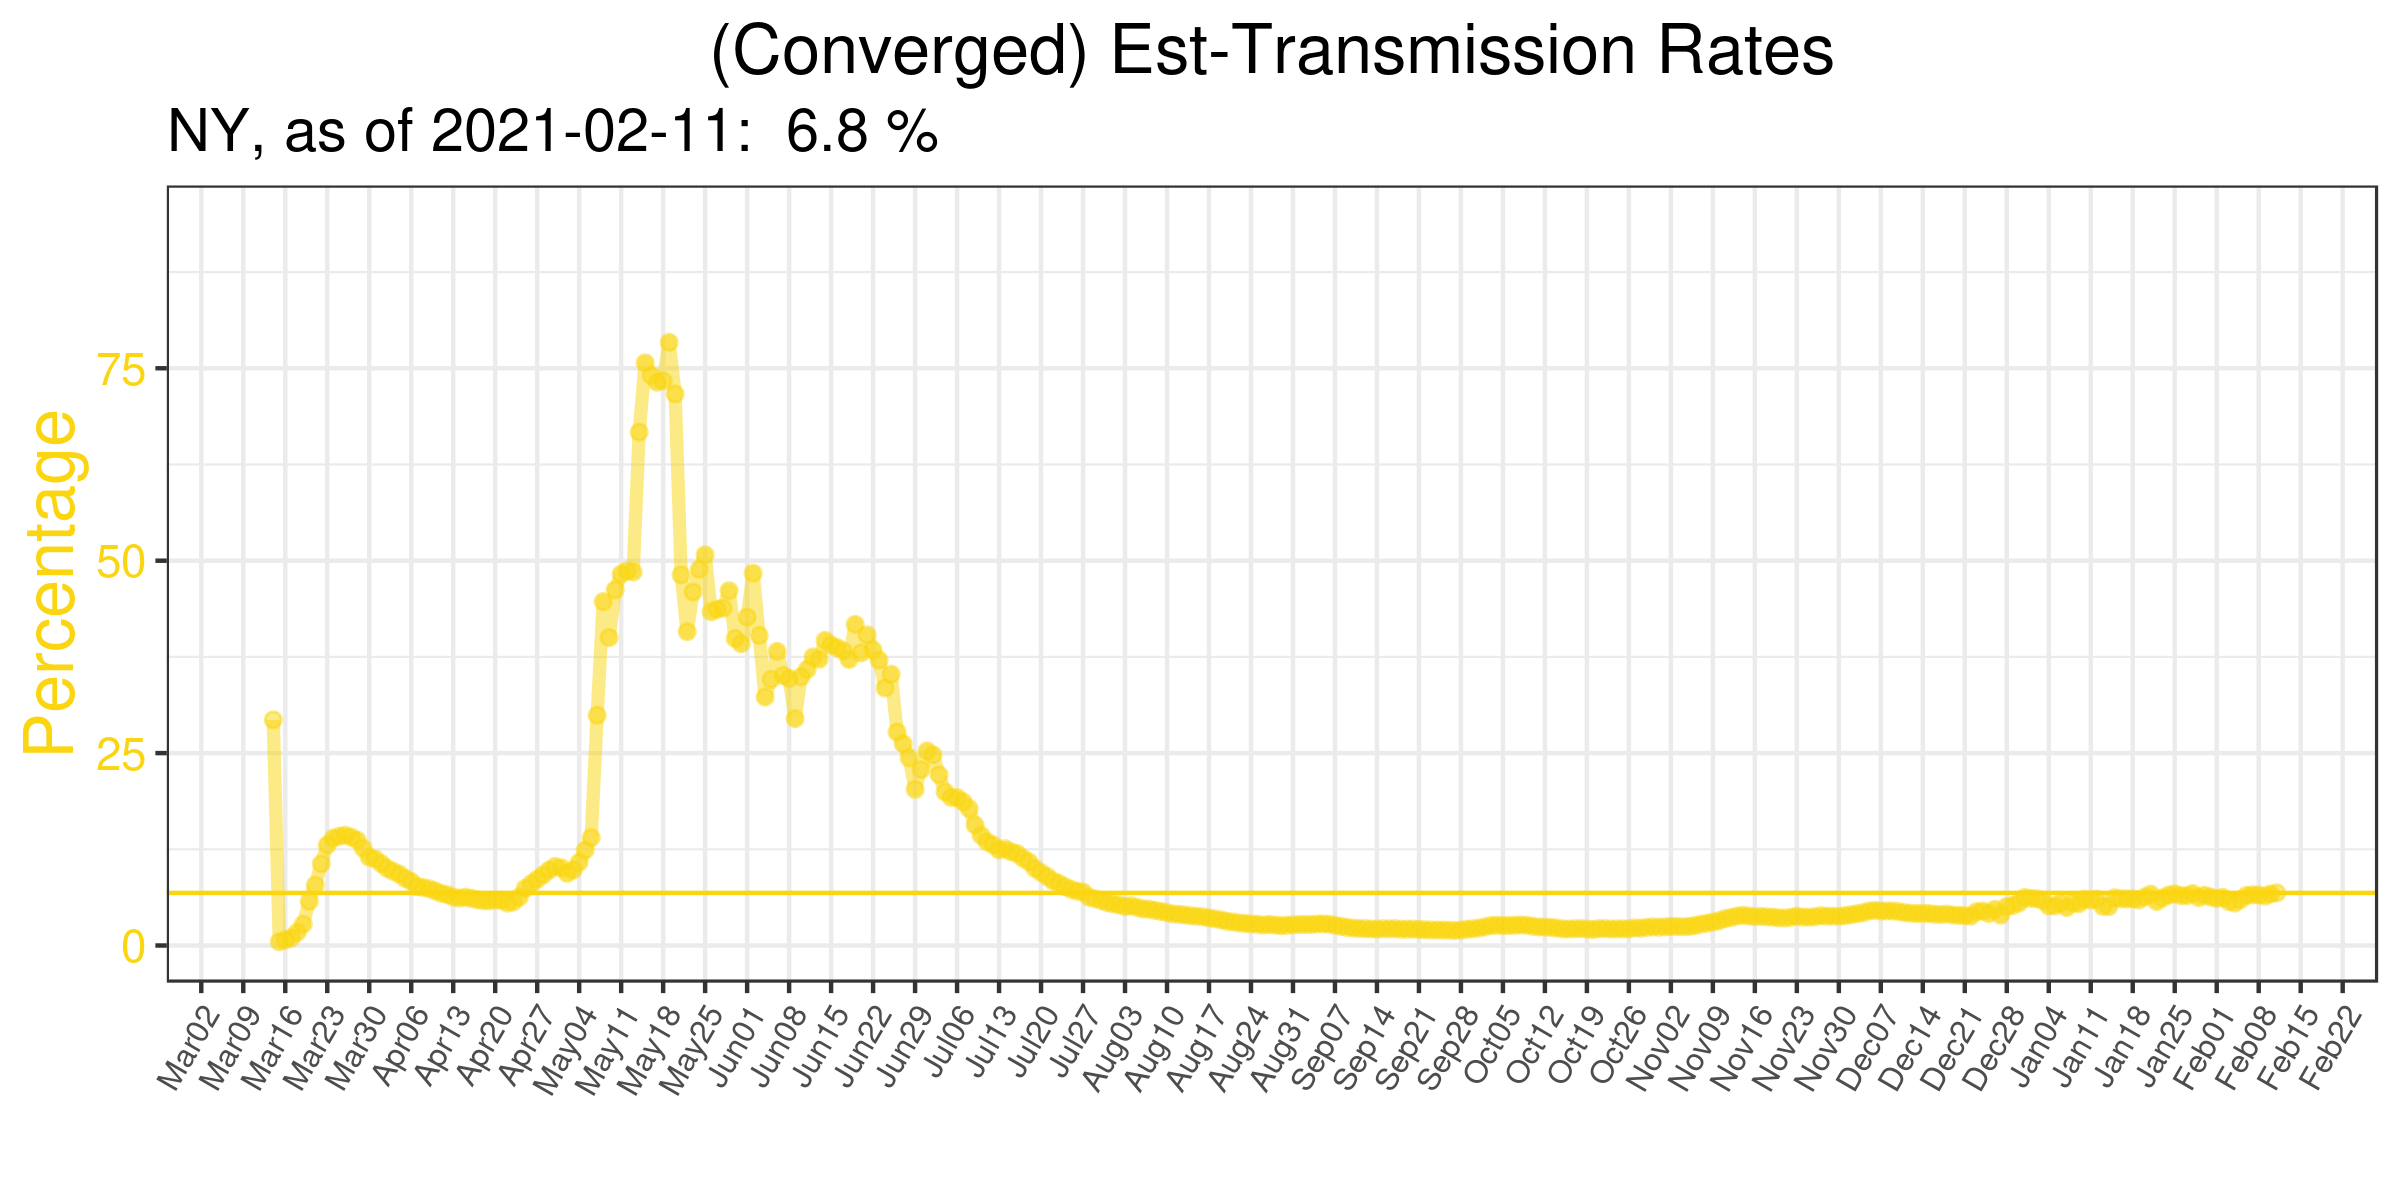 (Converged) Est-Transmission Rates
NY, as of 2021-02-11:  6.8 %
Percentage
75
50
25
0
Mar02 Mar09 Mar16 Mar23 Mar30 Apr06 Apr13 Apr20 Apr27 May04 May11 May18 May25 Jun01 Jun08 Jun15 Jun22 Jun29 Jul06 Jul13 Jul20 Jul27 Aug03 Aug10 Aug17 Aug24 Aug31 Sep07 Sep14 Sep21 Sep28 Oct05 Oct12 Oct19 Oct26 Nov02 Nov09 Nov16 Nov23 Nov30 Dec07 Dec14 Dec21 Dec28 Jan04 Jan11 Jan18 Jan25 Feb01 Feb08 Feb15 Feb22